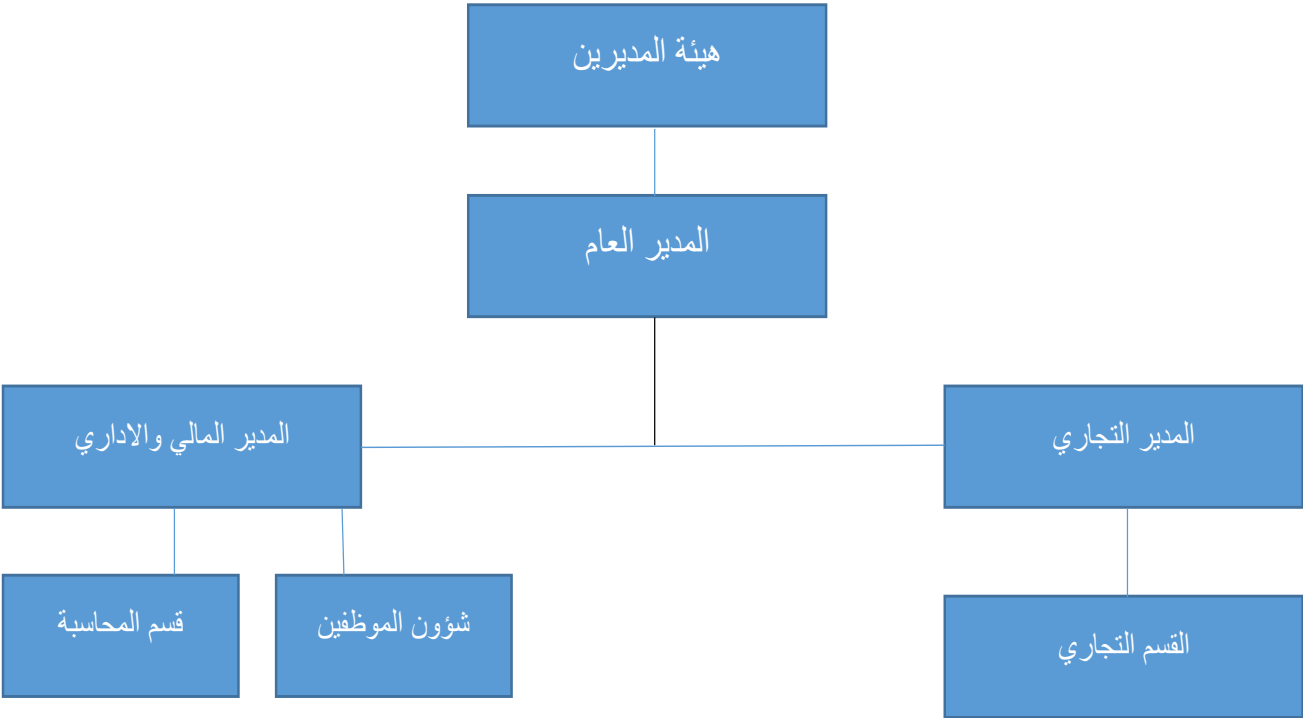 هيئة المديرين
المدير العام
المدير التجاري
المدير المالي والاداري
القسم التجاري
شؤون الموظفين
قسم المحاسبة